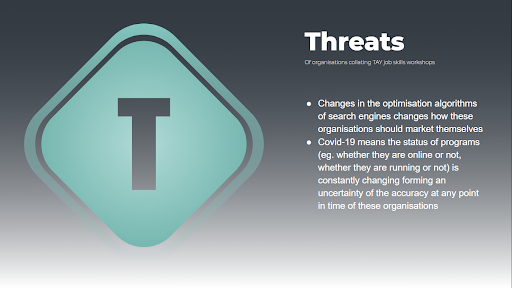 T
Threats
Of organisations collating TAY job skills workshops
● Changes in the optimisation algorithms
of search engines changes how these
organisations should market themselves
● Covid-19 means the status of programs
(eg. whether they are online or not,
whether they are running or not) is
constantly changing forming an
uncertainty of the accuracy at any point
in time of these organisations